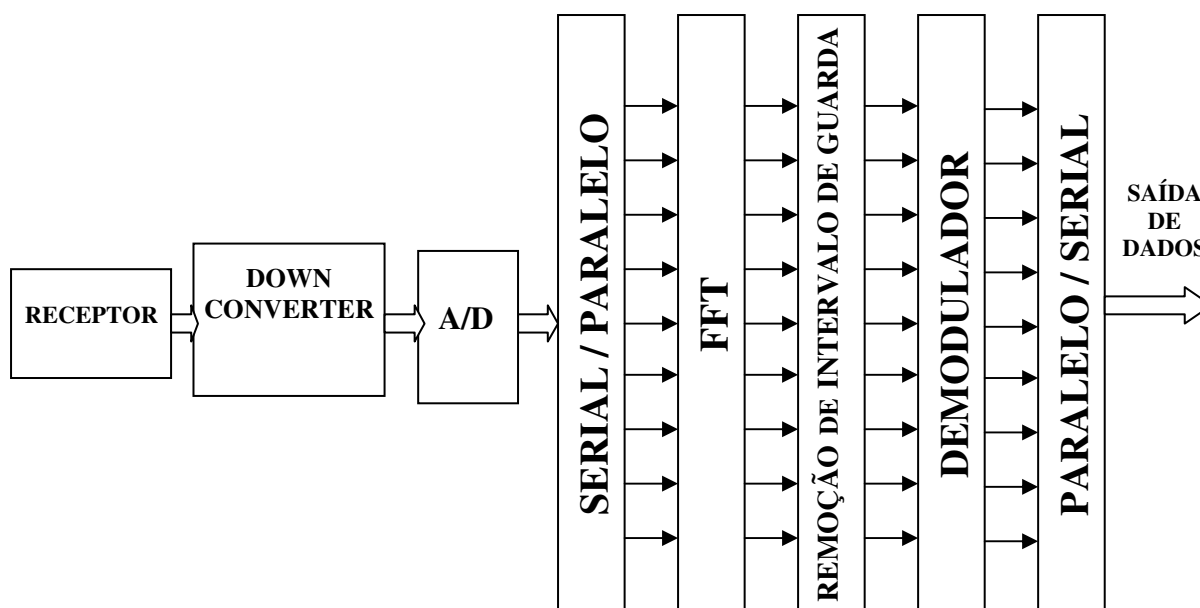 RECEPTOR
DOWN
CONVERTER
A/D
SERIAL / PARALELO
FFT
REMOÇÃO DE INTERVALO DE GUARDA
DEMODULADOR
PARALELO / SERIAL
SAÍDA
DE
DADOS